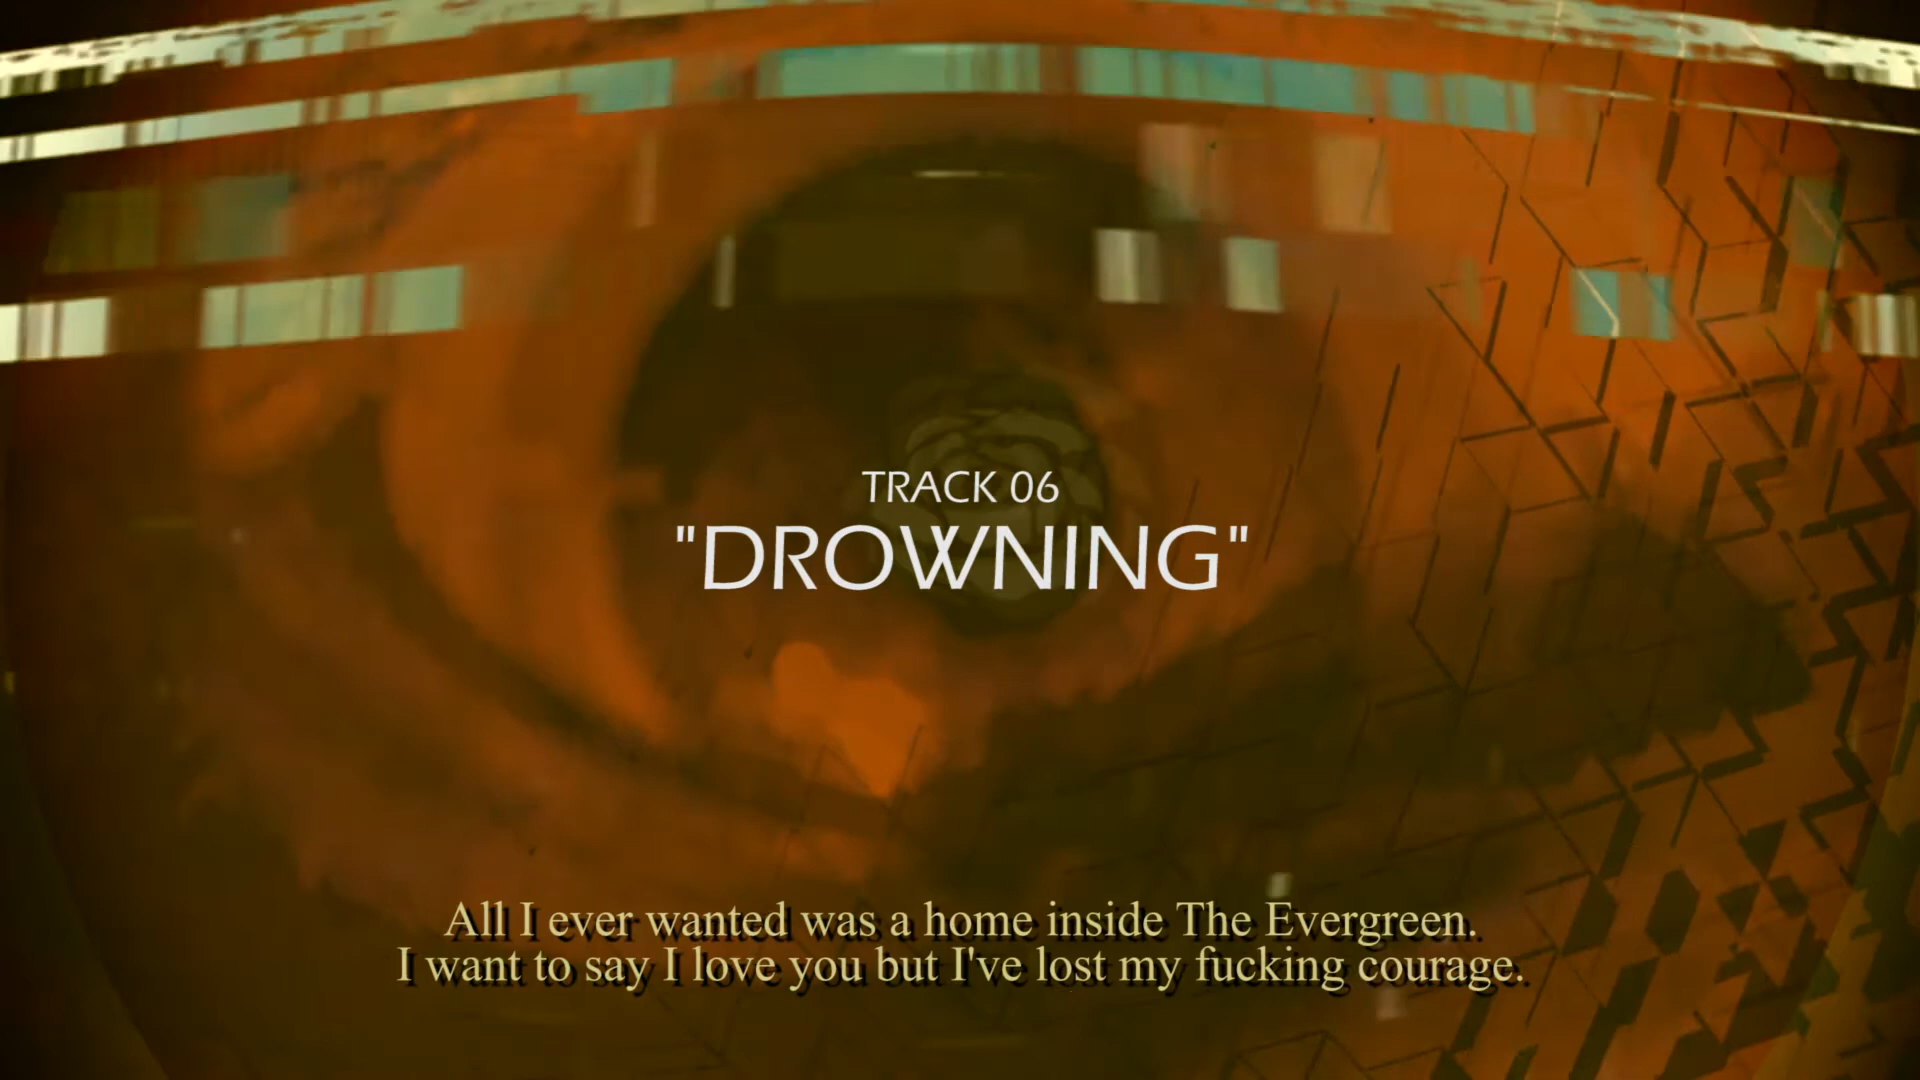 TRACK 06
"DROWNING"
All I ever wanted was a home inside The Evergreen.
I want to say I love you but I've lost my fucking courage.